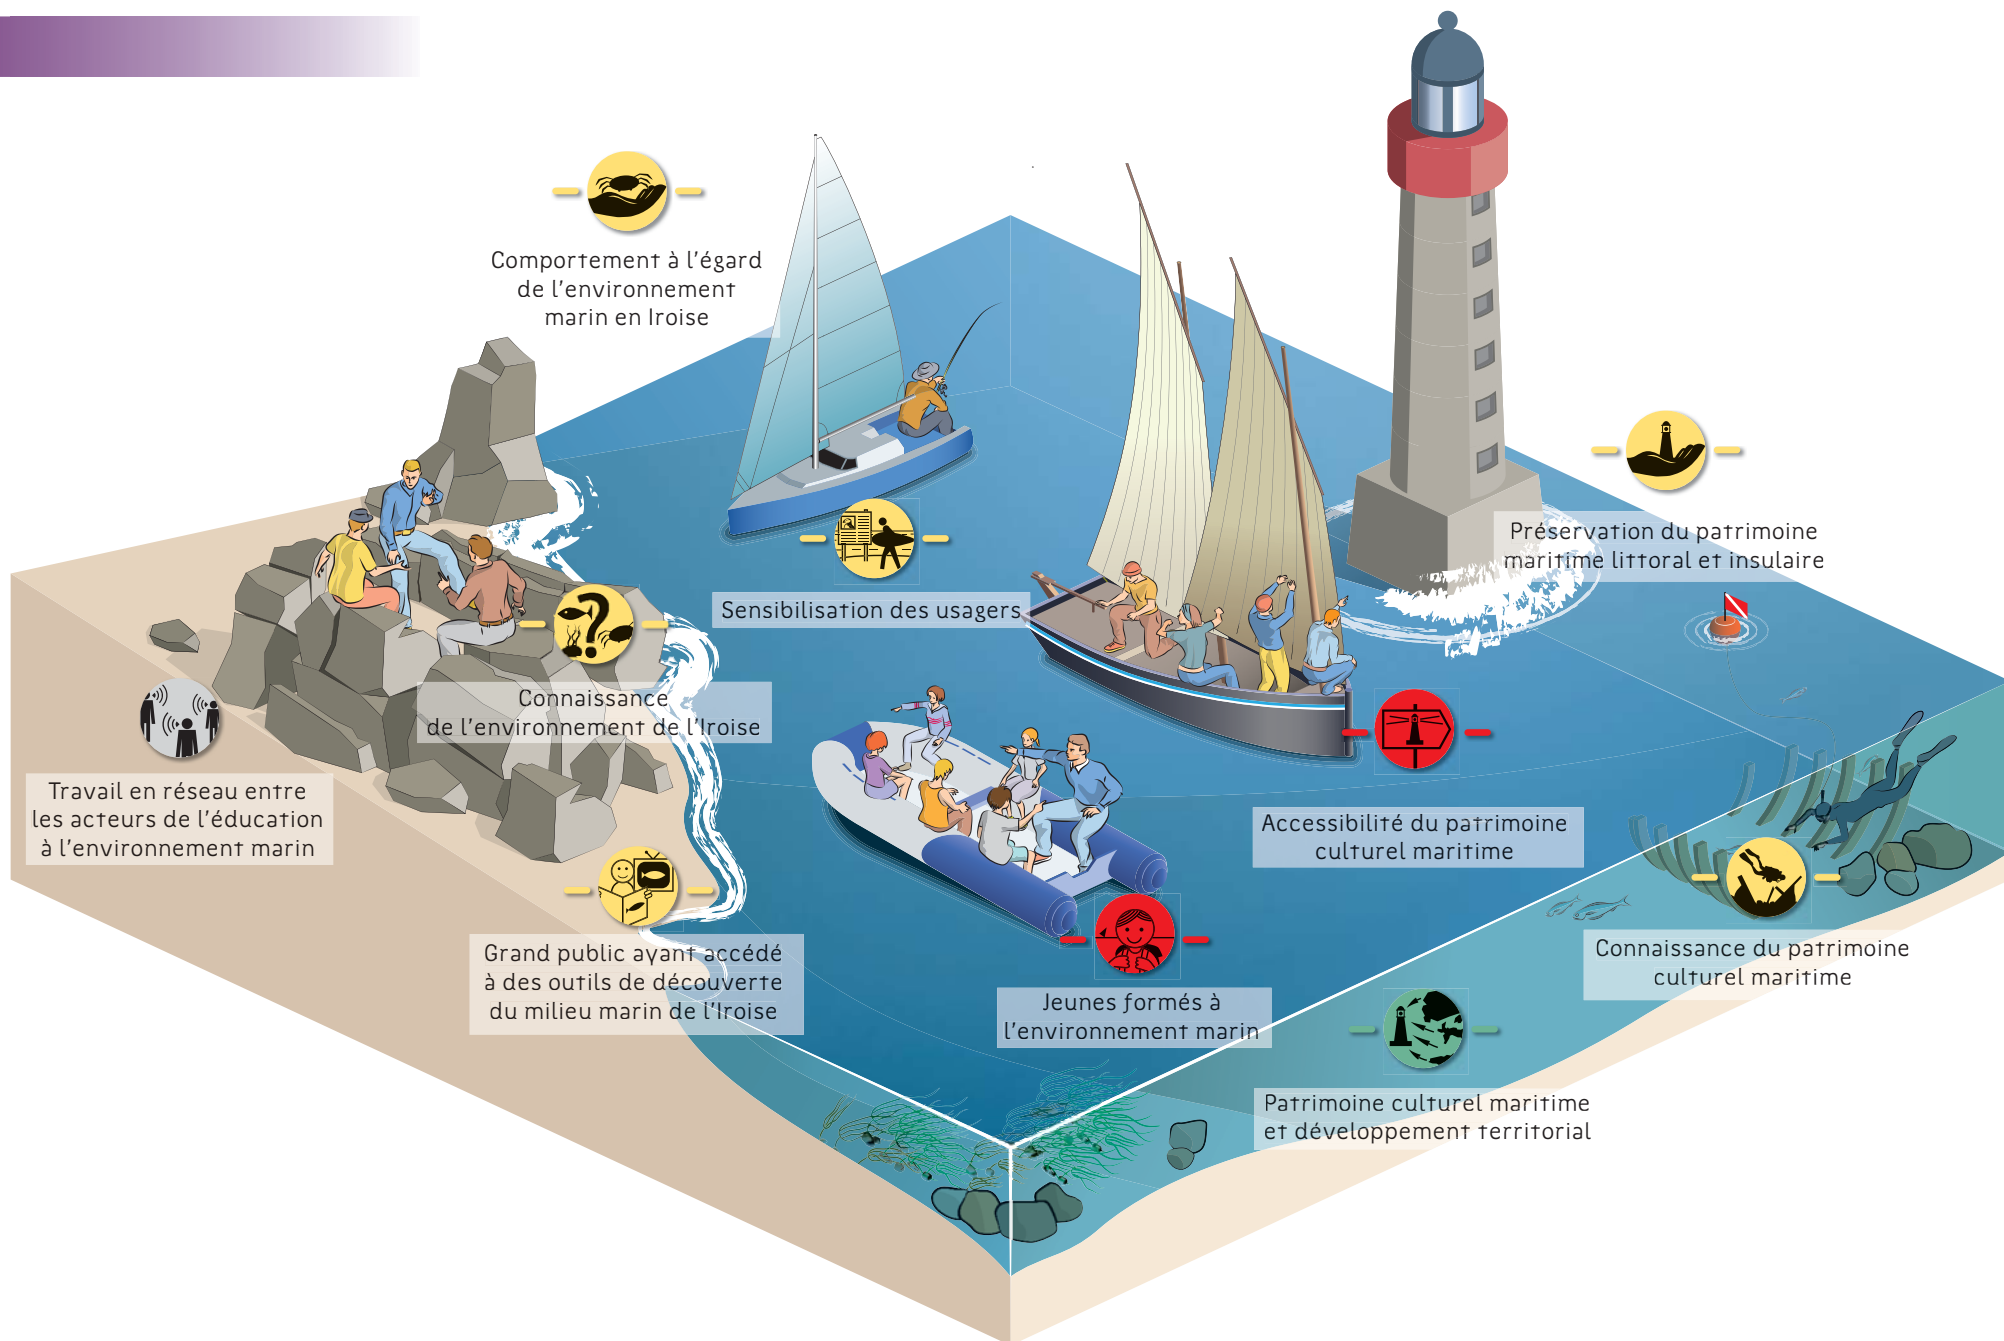 Comportement à l'égard
de l'environnement
marin en Iroise
Préservation du patrimoine
maritime littoral et insulaire
Sensibilisation des usagers
Connaissance
de l'environnement de l'Iroise
Travail en réseau entre
les acteurs de l'éducation
à l'environnement marin
Accessibilité du patrimoine
culturel maritime
Grand public ayant accédé
à des outils de découverte
du milieu marin de l'Iroise
Connaissance du patrimoine
culturel maritime
Jeunes formés à
l'environnement marin
Patrimoine culturel maritime
et développement territorial